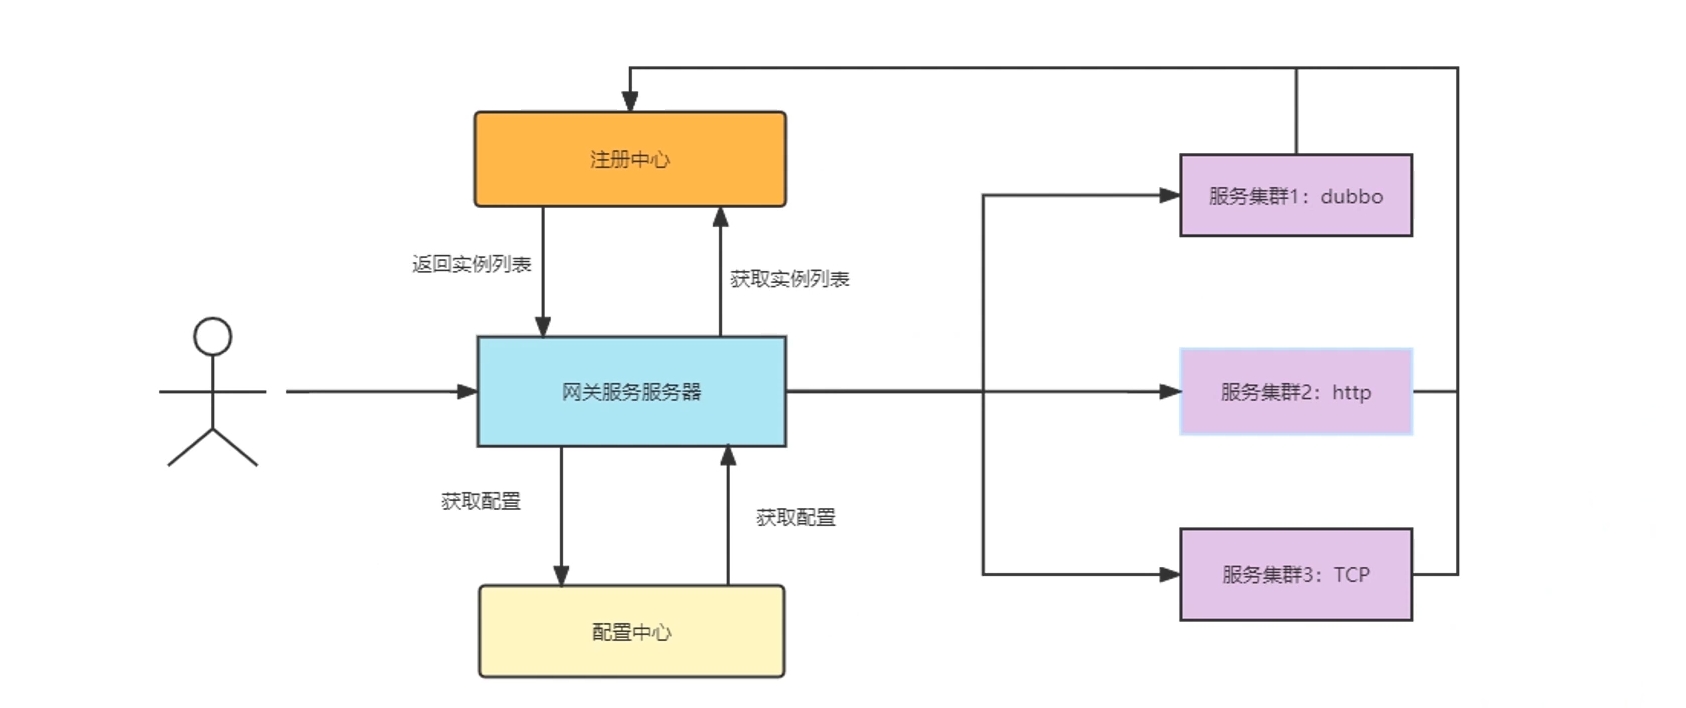 注册中心
服务集群1：dubbo
返回实例列表
获取实例列表
网关服务服务器
服务集群2：http
获取配置
获取配置
服务集群3：TCP
配置中心